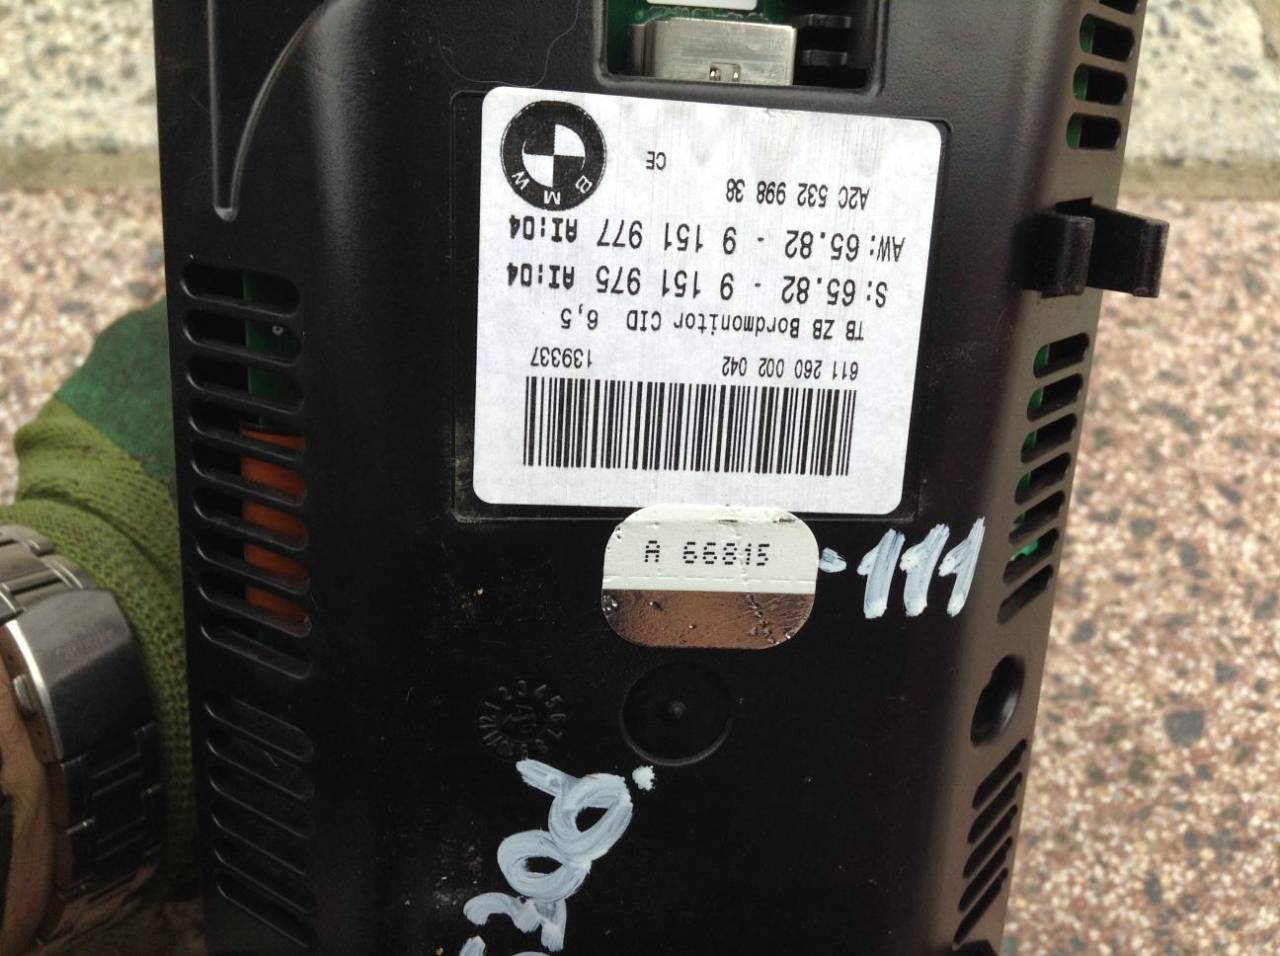 BMW
CE
A2C 532 998 38
AW: 65.82 - 9 151 977 AI:04
S: 65.82 - 9 151 975 AI:04
TB ZB Bordmonitor CID 6,5
611 260 002 042 139337
A 66815
-111